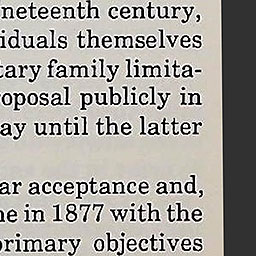 neteenth century,
iduals themselves
tary family limita-
oposal publicly in
ay until the latter
ar acceptance and,
ne in 1877 with the
primary objectives